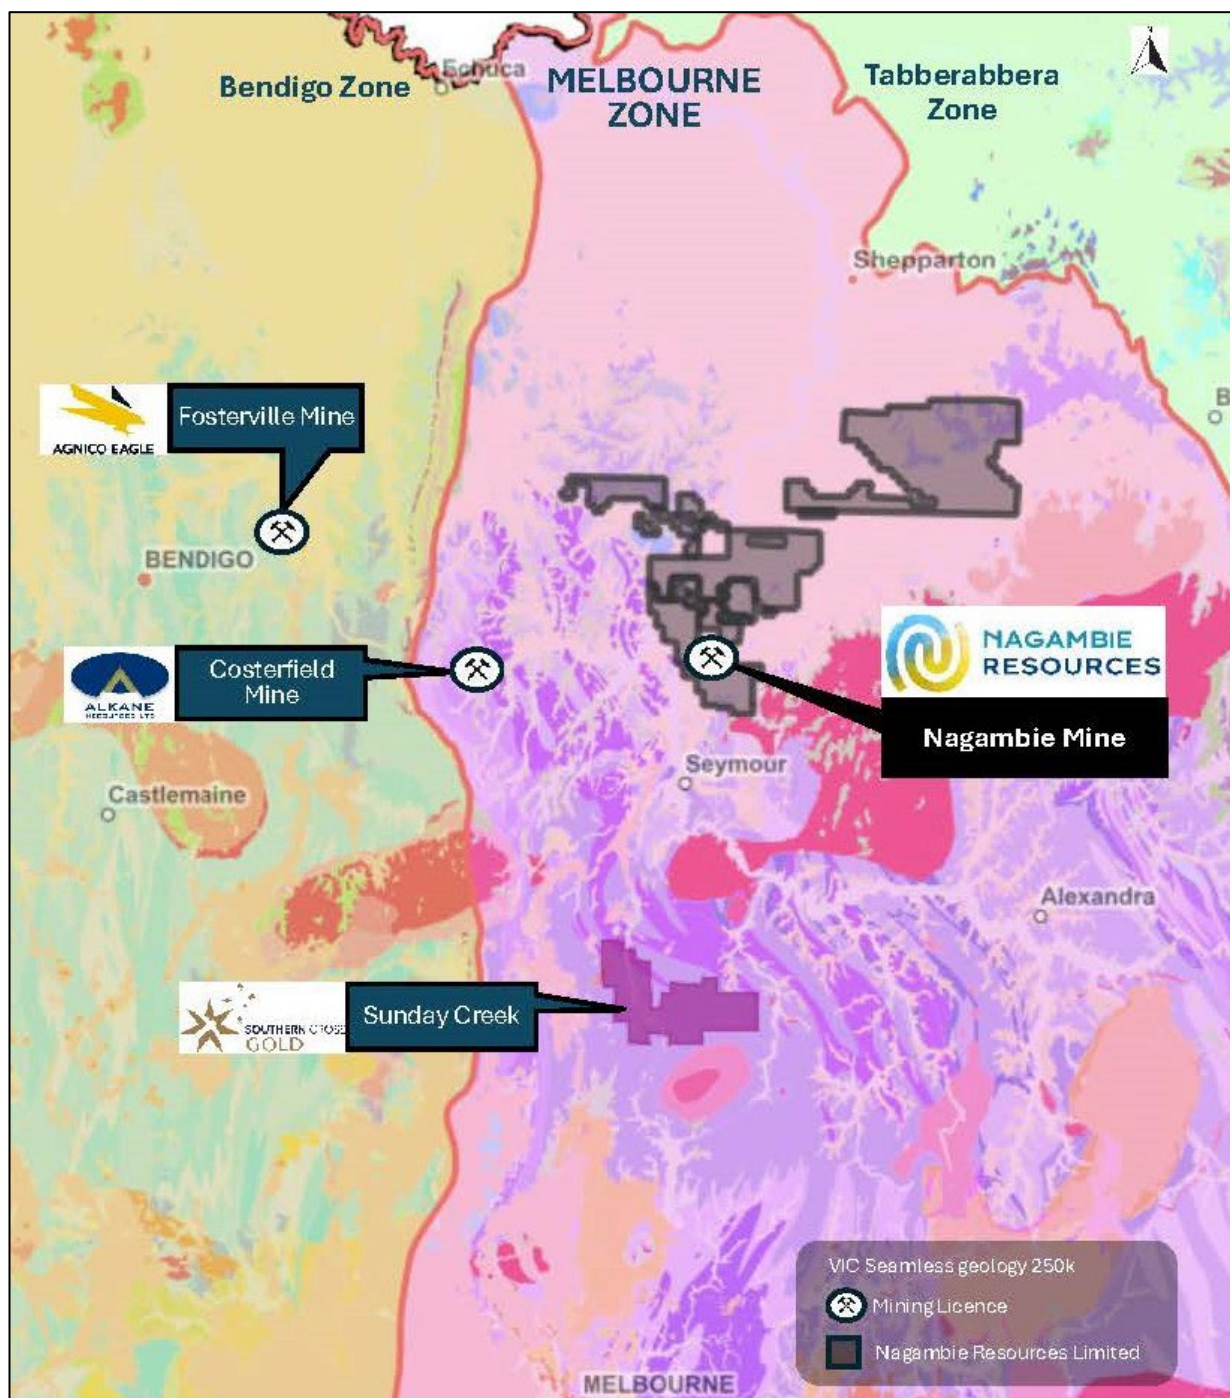 Bendigo Zone
Echuca
MELBOURNE
ZONE
Tabberabbera
Zone
Shepparton
B
AGNICO EAGLE
Fosterville Mine
BENDIGO
ALKANE
RESOURCES LTD
Costerfield
Mine
NAGAMBIE
RESOURCES
Nagambie Mine
Seymour
Castlemaine
Alexandra
SOUTHERN CROSS
GOLD
Sunday Creek
VIC Seamless geology 250k
Mining Licence
Nagambie Resources Limited
MELBOURNE